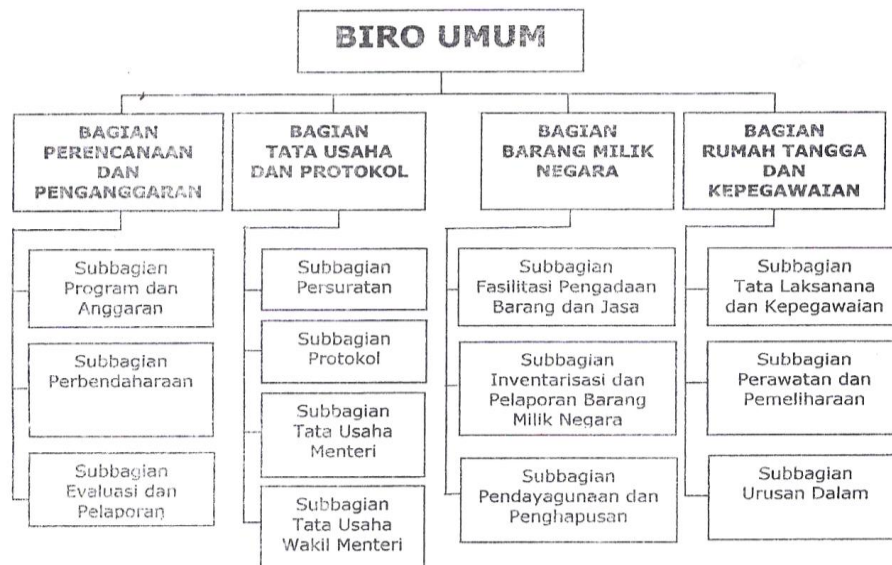 BIRO UMUM
BAGIAN
PERENCANAAN
DAN
PENGANGGARAN
BAGIAN
TATA USAHA
DAN PROTOKOL
BAGIAN
BARANG MILIK
NEGARA
BAGIAN
RUMAH TANGGA
DAN
KEPEGAWAIAN
Subbagian
Program dan
Anggaran
Subbagian
Perbendaharaan
Subbagian
Evaluasi dan
Pelaporan
Subbagian
Persuratan
Subbagian
Protokol
Subbagian
Tata Usaha
Menteri
Subbagian
Tata Usaha
Wakil Menteri
Subbagian
Fasilitasi Pengadaan
Barang dan Jasa
Subbagian
Inventarisasi dan
Pelaporan Barang
Milik Negara
Subbagian
Pendayagunaan dan
Penghapusan
Subbagian
Tata Laksanana
dan Kepegawaian
Subbagian
Perawatan dan
Pemeliharaan
Subbagian
Urusan Dalam